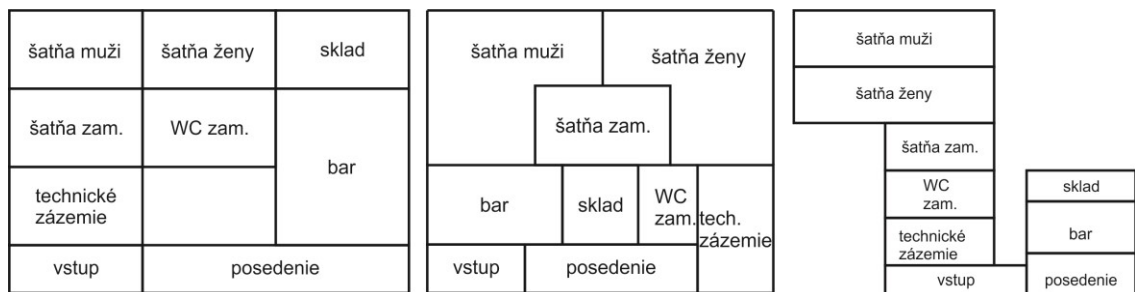 šatňa muži
šatňa ženy
sklad
šatňa zam.
WC zam.
bar
technické
zázemie
vstup
posedenie
šatňa muži
šatňa ženy
šatňa zam.
bar
sklad
WC
zam.
tech.
zázemie
vstup
posedenie
šatňa muži
šatňa ženy
šatňa zam.
WC
zam.
technické
zázemie
vstup
sklad
bar
posedenie